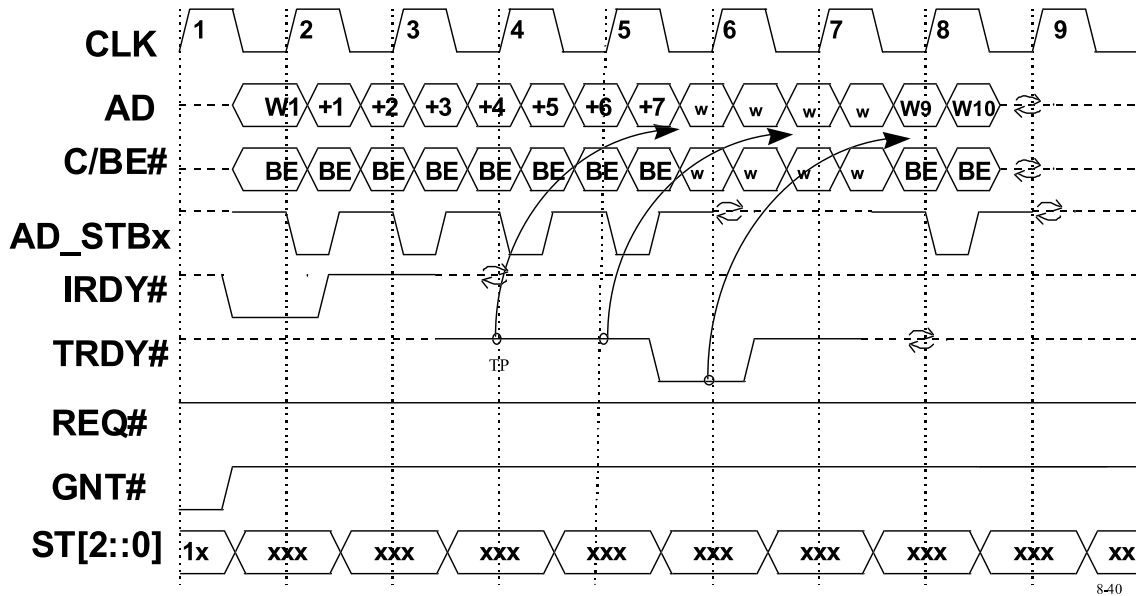 CLK 1 2 3 4 5 6 7 8 9
AD W1 +1 +2 +3 +4 +5 +6 +7 w w w w W9 W10
C/BE# BE BE BE BE BE BE BE BE w w w w BE BE
AD_STBx
IRDY#
TRDY#
TP
REQ#
GNT#
ST[2::0] 1x xxx xxx xxx xxx xxx xxx xxx xxx xx
8-40